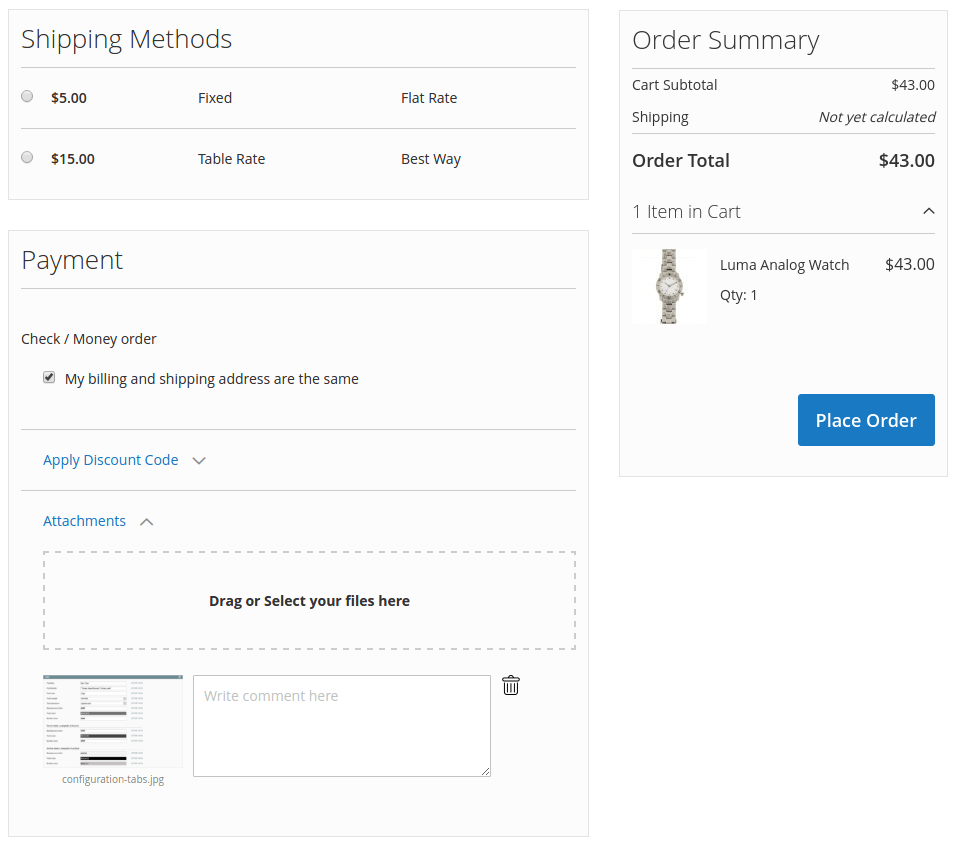 Shipping Methods
$5.00 Fixed Flat Rate
$15.00 Table Rate Best Way
Payment
Check / Money order
My billing and shipping address are the same
Apply Discount Code
Attachments
Drag or Select your files here
Write comment here
configuration-tabs.jpg
Order Summary
Cart Subtotal $43.00
Shipping Not yet calculated
Order Total $43.00
1 Item in Cart
Luma Analog Watch $43.00
Qty: 1
Place Order